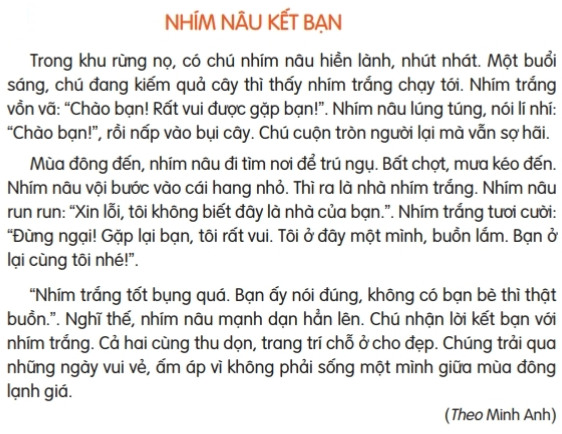 NHÍM NÂU KẾT BẠN
Trong khu rừng nọ, có chú nhím nâu hiền lành, nhút nhát. Một buổi
sáng, chú đang kiếm quả cây thì thấy nhím trắng chạy tới. Nhím trắng
vồn vã: “Chào bạn! Rất vui được gặp bạn!”. Nhím nâu lúng túng, nói lí nhí:
“Chào bạn!”, rồi nấp vào bụi cây. Chú cuộn tròn người lại mà vẫn sợ hãi.
Mùa đông đến, nhím nâu đi tìm nơi để trú ngụ. Bất chợt, mưa kéo đến.
Nhím nâu vội bước vào cái hang nhỏ. Thì ra là nhà nhím trắng. Nhím nâu
run run: “Xin lỗi, tôi không biết đây là nhà của bạn.”. Nhím trắng tươi cười:
“Đừng ngại! Gặp lại bạn, tôi rất vui. Tôi ở đây một mình, buồn lắm. Bạn ở
lại cùng tôi nhé!”.
“Nhím trắng tốt bụng quá. Bạn ấy nói đúng, không có bạn bè thì thật
buồn.”. Nghĩ thế, nhím nâu mạnh dạn hẳn lên. Chú nhận lời kết bạn với
nhím trắng. Cả hai cùng thu dọn, trang trí chỗ ở cho đẹp. Chúng trải qua
những ngày vui vẻ, ấm áp vì không phải sống một mình giữa mùa đông
lạnh giá.
(Theo Minh Anh)